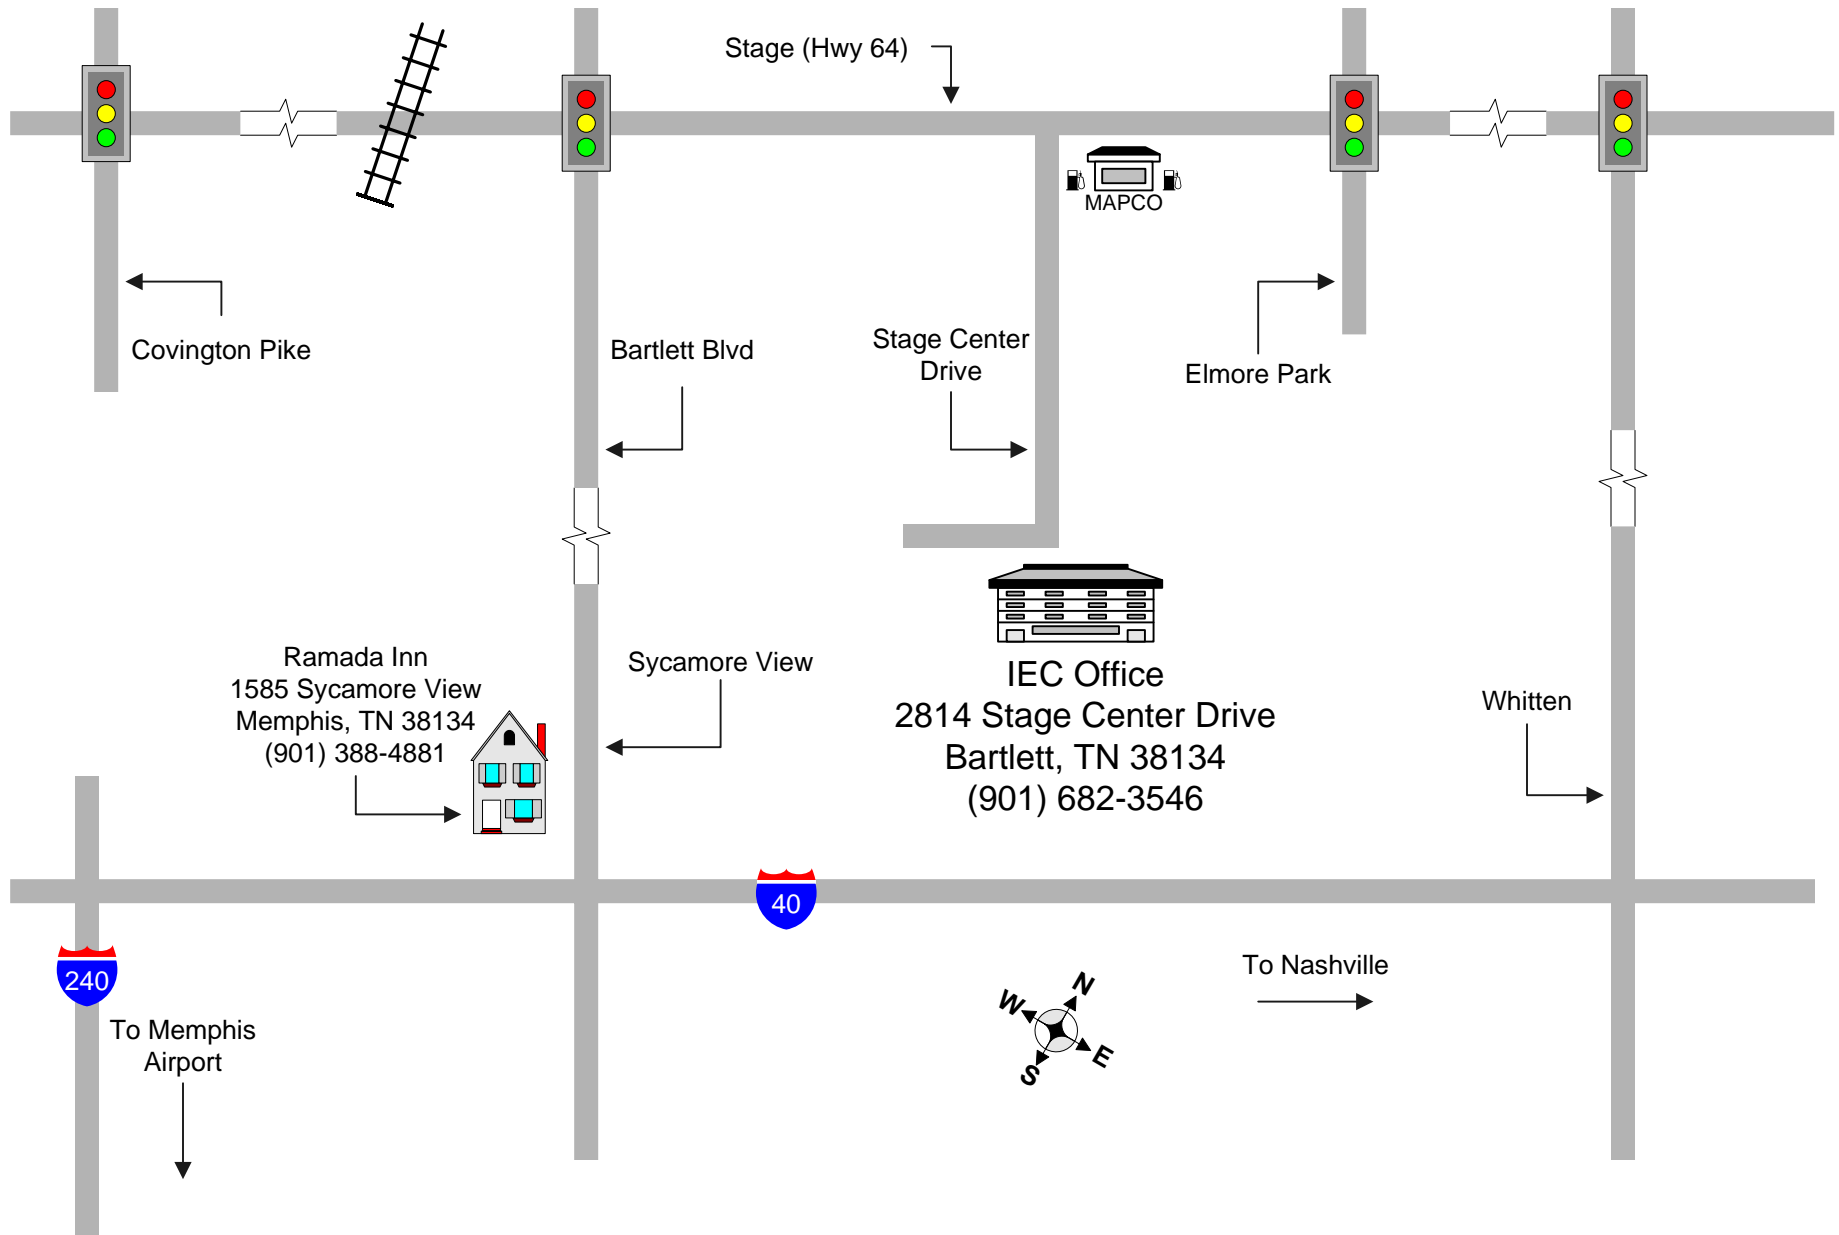 Stage (Hwy 64)
MAPCO
Covington Pike
Bartlett Blvd
Stage Center
Drive
Elmore Park
Ramada Inn
1585 Sycamore View
Memphis, TN 38134
(901) 388-4881
Sycamore View
IEC Office
2814 Stage Center Drive
Bartlett, TN 38134
(901) 682-3546
Whitten
40
240
To Nashville
N
W
E
S
To Memphis
Airport